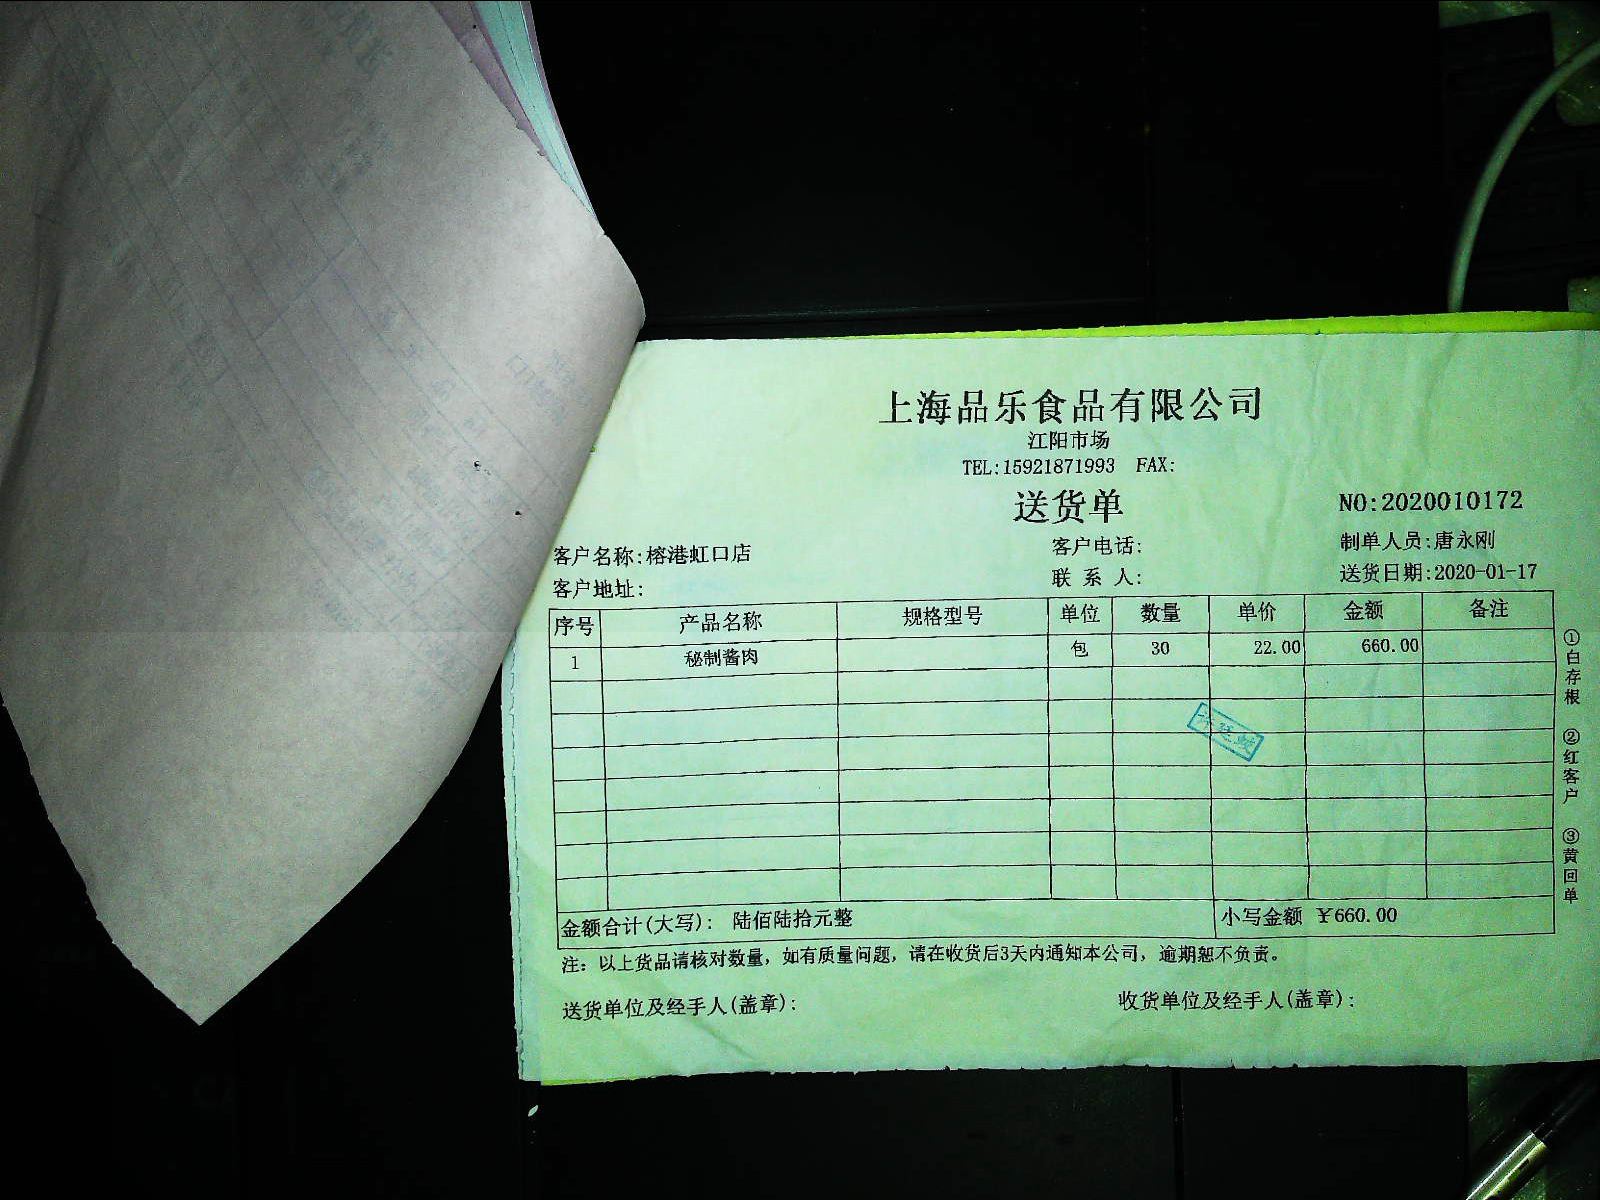 上海品乐食品有限公司
江阳市场
TEL:15921871993 FAX:
送货单
NO:2020010172
客户名称:榕港虹口店 客户电话: 制单人员:唐永刚
客户地址: 联 系 人: 送货日期:2020-01-17
序号 产品名称 规格型号 单位 数量 单价 金额 备注
1 秘制酱肉 包 30 22.00 660.00
金额合计(大写): 陆佰陆拾元整 小写金额 ¥660.00
注: 以上货品请核对数量, 如有质量问题, 请在收货后3天内通知本公司, 逾期恕不负责。
送货单位及经手人(盖章): 收货单位及经手人(盖章):
①白存根 ②红客户 ③黄回单